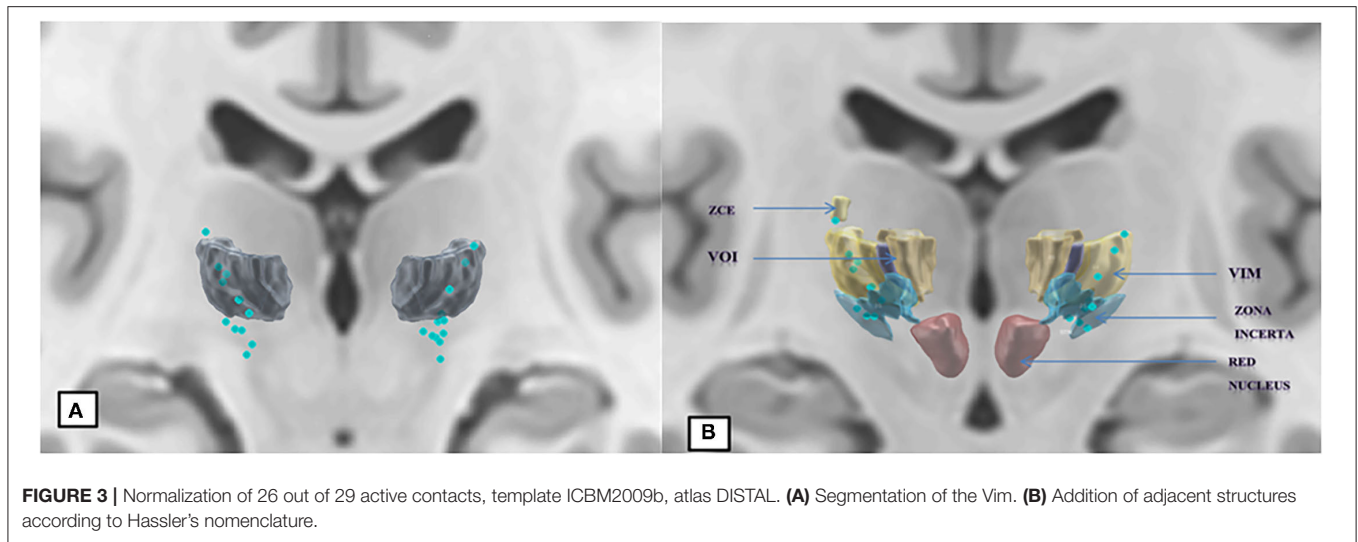 ZCE
VOI
VIM
ZONA
INCERTA
RED
NUCLEUS
A
B
FIGURE 3 | Normalization of 26 out of 29 active contacts, template ICBM2009b, atlas DISTAL. (A) Segmentation of the Vim. (B) Addition of adjacent structures
according to Hassler's nomenclature.